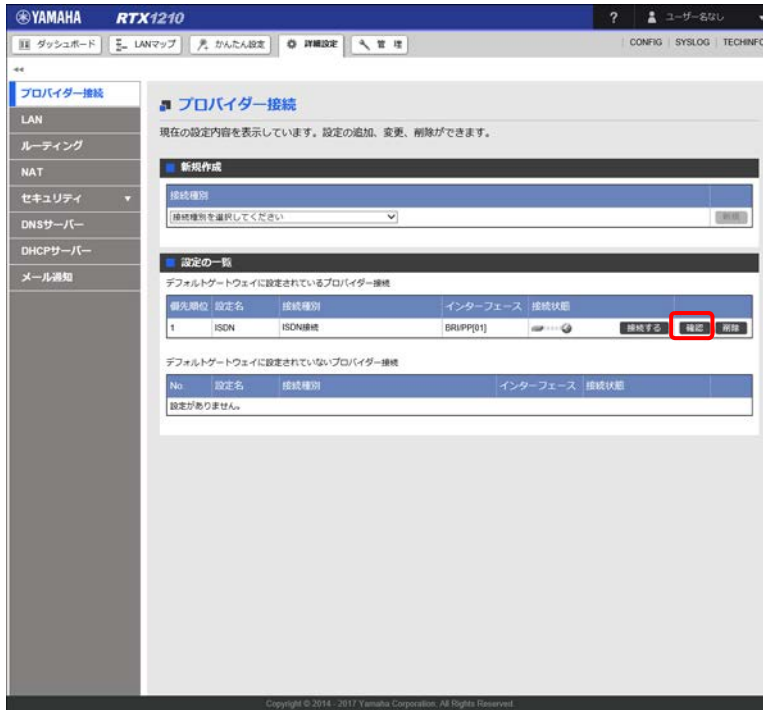 YAMAHA RTX1210 ? ユーザー名なし
ダッシュボード LANマップ かんたん設定 詳細設定 管理 CONFIG SYSLOG TECHINFO
プロバイダー接続
LAN
ルーティング
NAT
セキュリティ
DNSサーバー
DHCPサーバー
メール通知
プロバイダー接続
現在の設定内容を表示しています。設定の追加、変更、削除ができます。
新規作成
接続種別
接続種別を選択してください 新規
設定の一覧
デフォルトゲートウェイに設定されているプロバイダー接続
優先順位 設定名 接続種別 インターフェース 接続状態
1 ISDN ISDN接続 BRI/PP[01] 接続する 確認 削除
デフォルトゲートウェイに設定されていないプロバイダー接続
No. 設定名 接続種別 インターフェース 接続状態
設定がありません。
Copyright © 2014 - 2017 Yamaha Corporation. All Rights Reserved.